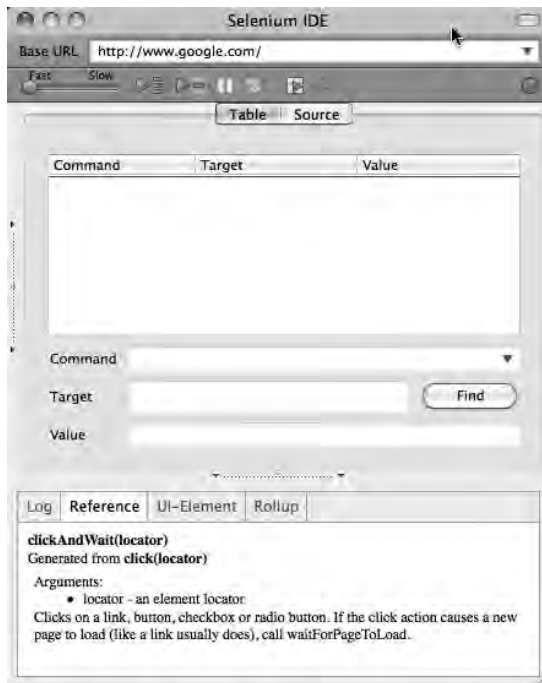 Selenium IDE
Base URL http://www.google.com/
Fast Slow
Table Source
Command Target Value
Command
Target Find
Value
Log Reference UI-Element Rollup
clickAndWait(locator)
Generated from click(locator)
Arguments:
• locator - an element locator
Clicks on a link, button, checkbox or radio button. If the click action causes a new
page to load (like a link usually does), call waitForPageToLoad.